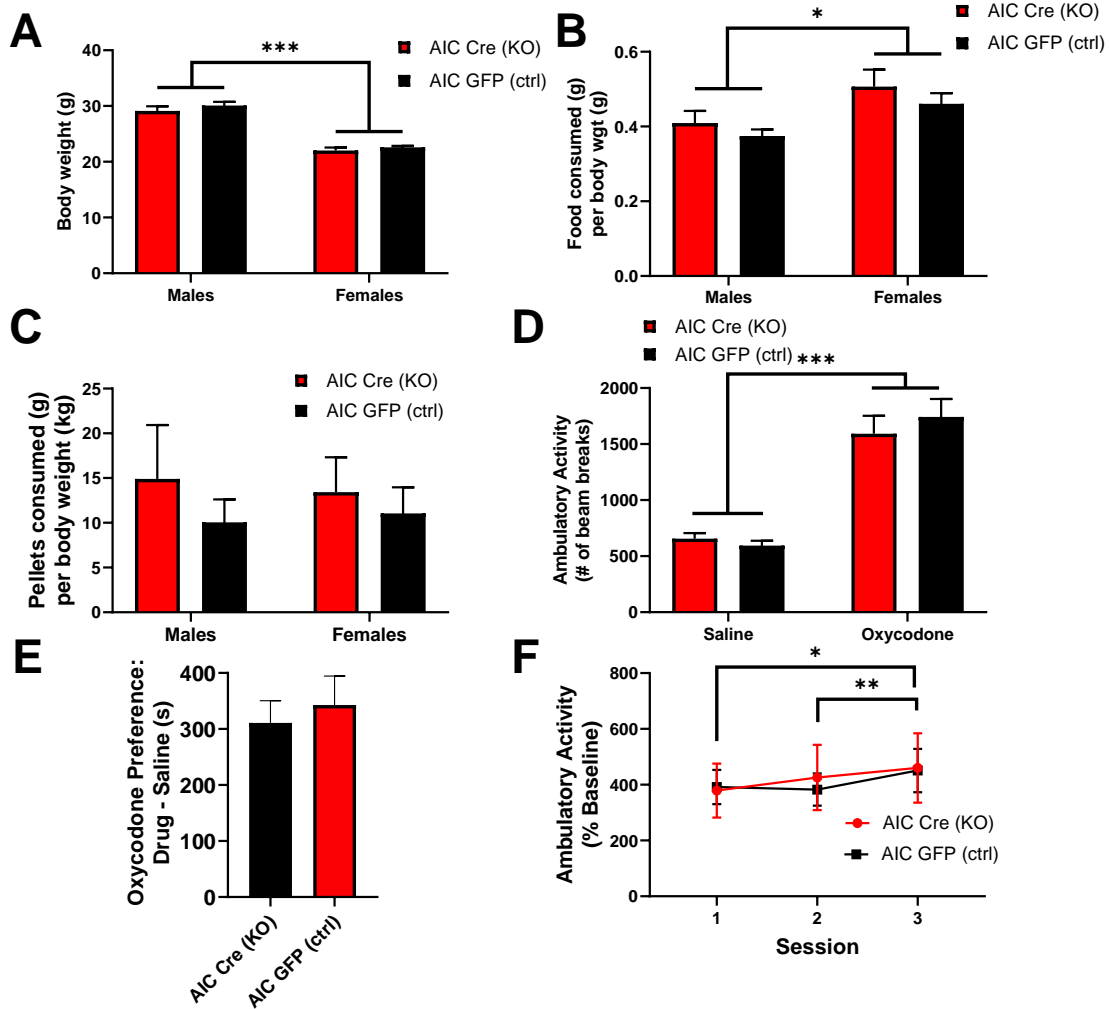 A
Body weight (g)
40
30
20
10
0
***
AIC Cre (KO)
AIC GFP (ctrl)
Males
Females
B
Food consumed (g)
per body wgt (g)
0.6
0.4
0.2
0.0
*
AIC Cre (KO)
AIC GFP (ctrl)
Males
Females
C
Pellets consumed (g)
per body weight (kg)
25
20
15
10
5
0
AIC Cre (KO)
AIC GFP (ctrl)
Males
Females
D
AIC Cre (KO)
AIC GFP (ctrl)
***
Ambulatory Activity
(# of beam breaks)
2000
1500
1000
500
0
Saline
Oxycodone
E
Oxycodone Preference:
Drug - Saline (s)
400
300
200
100
0
AIC Cre (KO)
AIC GFP (ctrl)
F
Ambulatory Activity
(% Baseline)
800
600
400
200
0
*
**
AIC Cre (KO)
AIC GFP (ctrl)
1
2
3
Session